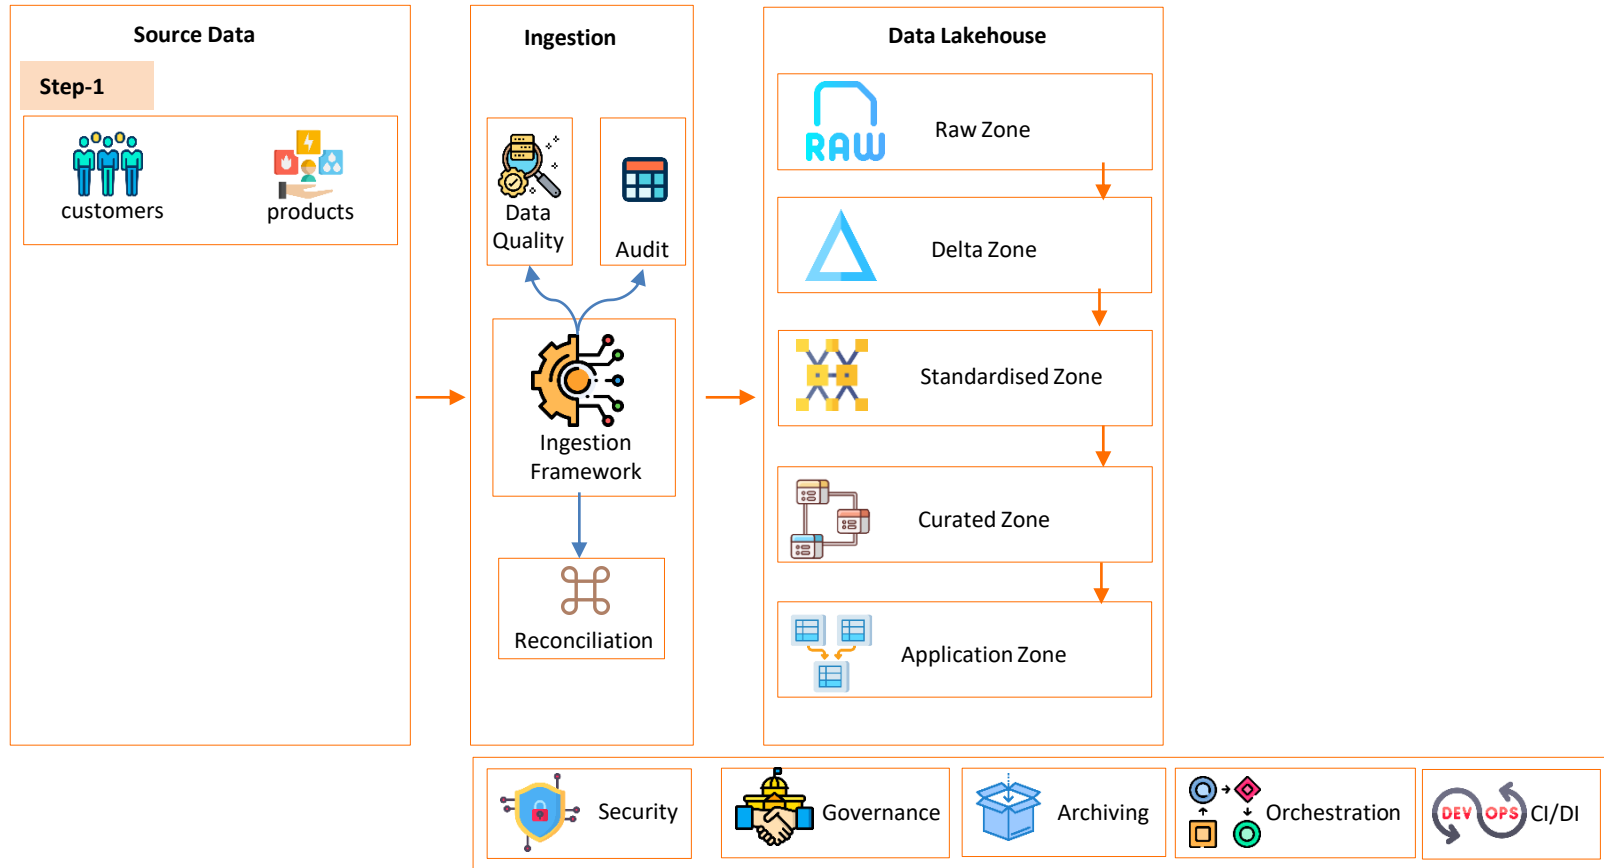 Source Data
Step-1
customers
products
Ingestion
Data
Quality
Audit
Ingestion
Framework
Reconciliation
Data Lakehouse
RAW
Raw Zone
Delta Zone
Standardised Zone
Curated Zone
Application Zone
Security
Governance
Archiving
Orchestration
DEV OPS
CI/DI